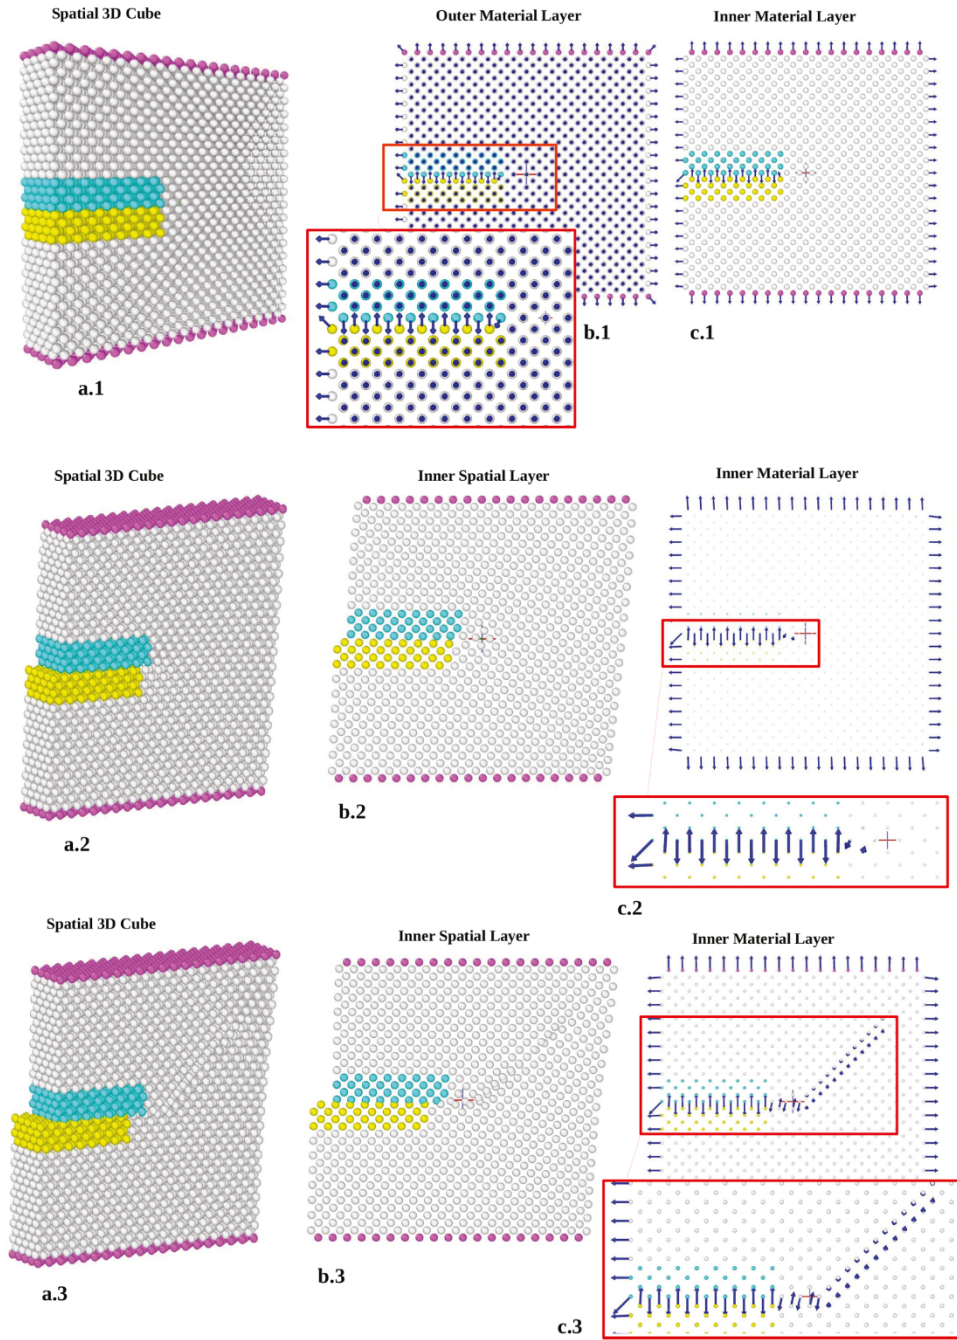 Spatial 3D Cube
Outer Material Layer
Inner Material Layer
a.1
b.1
c.1
Spatial 3D Cube
Inner Spatial Layer
Inner Material Layer
a.2
b.2
c.2
Spatial 3D Cube
Inner Spatial Layer
Inner Material Layer
a.3
b.3
c.3